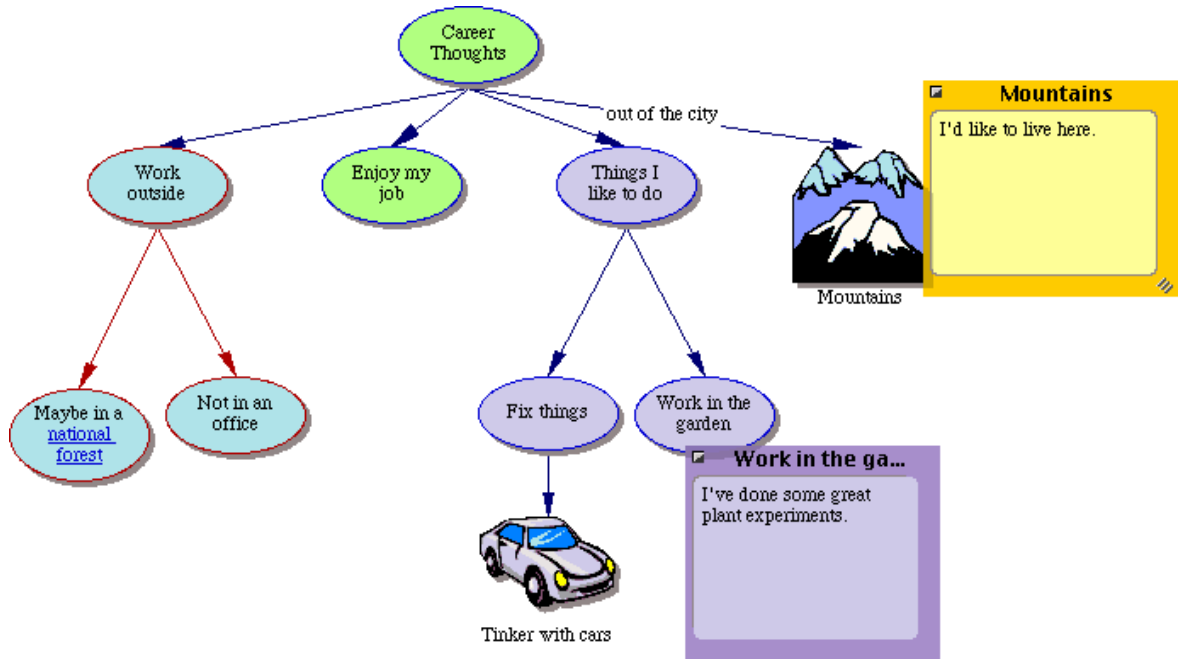 Career
Thoughts
out of the city
Mountains
I'd like to live here.
Work
outside
Enjoy my
job
Things I
like to do
Mountains
Maybe in a
national
forest
Not in an
office
Fix things
Work in the
garden
Work in the ga...
I've done some great
plant experiments.
Tinker with cars